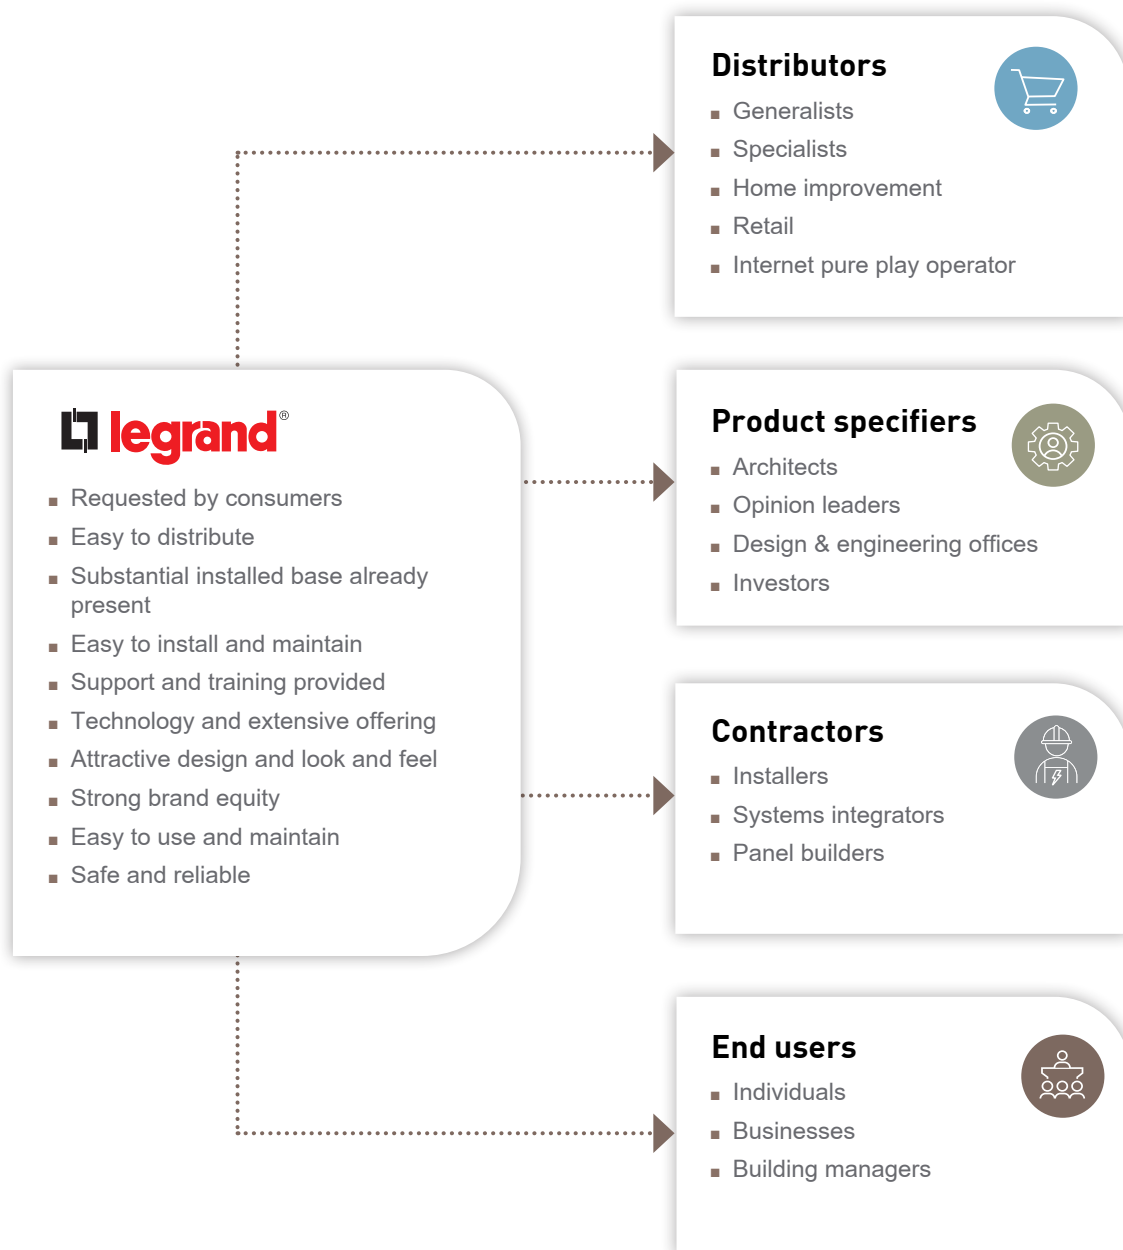 Distributors
■ Generalists
■ Specialists
■ Home improvement
■ Retail
■ Internet pure play operator
legrand®
■ Requested by consumers
■ Easy to distribute
■ Substantial installed base already
present
■ Easy to install and maintain
■ Support and training provided
■ Technology and extensive offering
■ Attractive design and look and feel
■ Strong brand equity
■ Easy to use and maintain
■ Safe and reliable
Product specifiers
■ Architects
■ Opinion leaders
■ Design & engineering offices
■ Investors
Contractors
■ Installers
■ Systems integrators
■ Panel builders
End users
■ Individuals
■ Businesses
■ Building managers